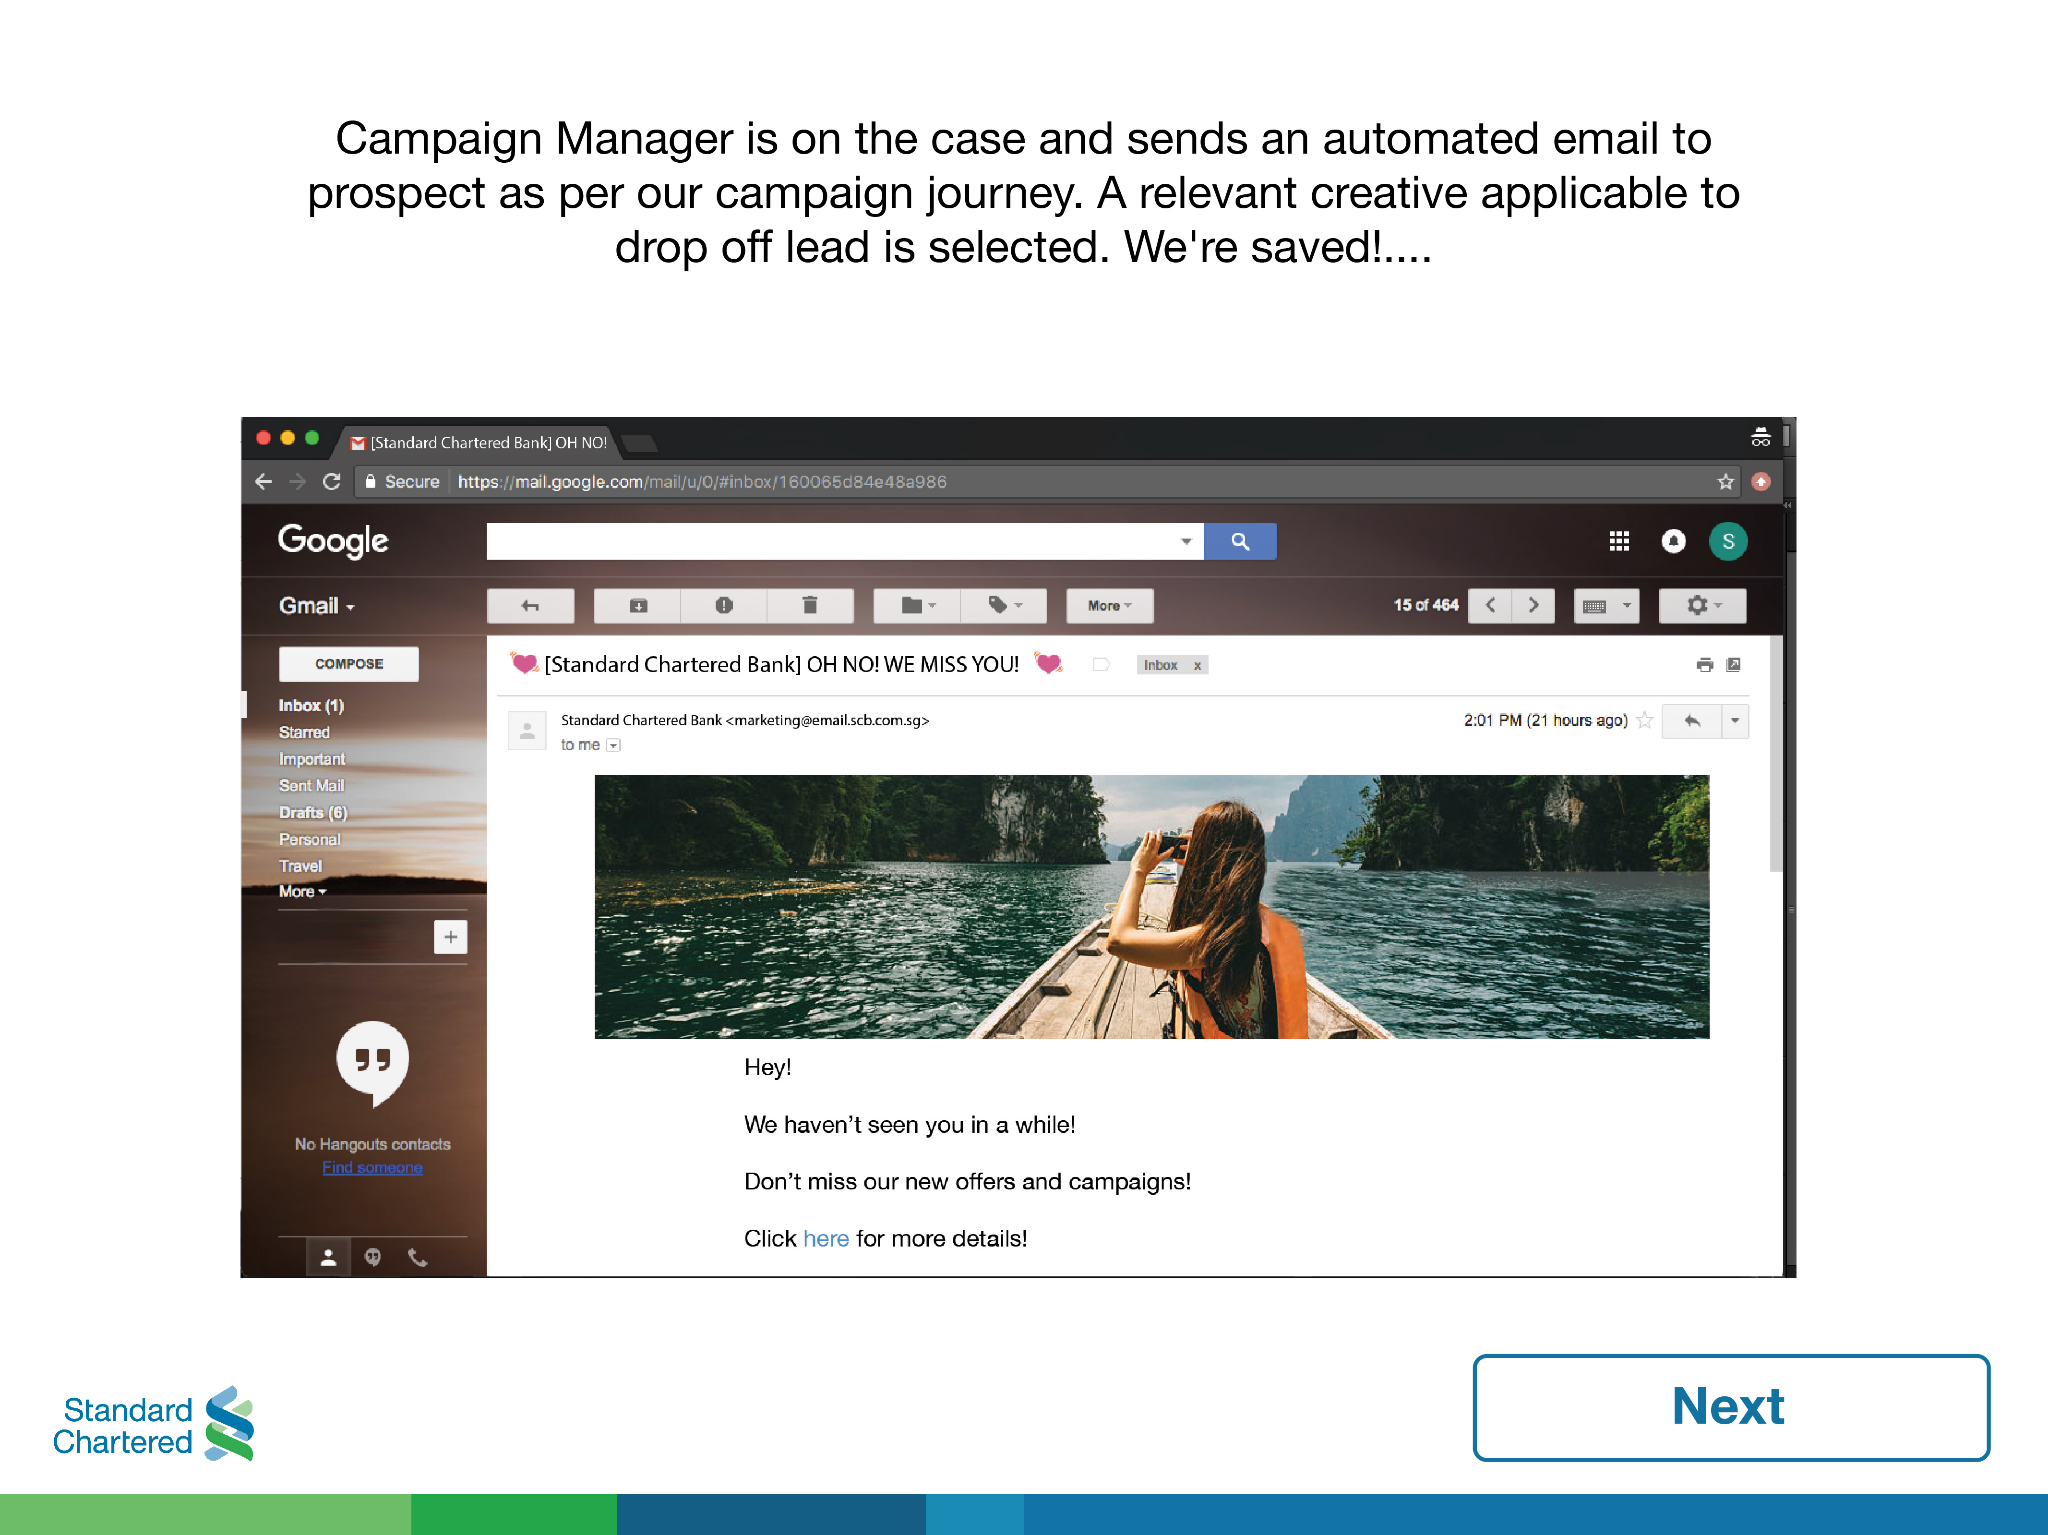 Campaign Manager is on the case and sends an automated email to
prospect as per our campaign journey. A relevant creative applicable to
drop off lead is selected. We're saved!....
[Standard Chartered Bank] OH NO!
Secure https://mail.google.com/mail/u/0/#inbox/160065d84e48a986
Google
S
Gmail
More
15 of 464
COMPOSE
[Standard Chartered Bank] OH NO! WE MISS YOU!
Inbox x
Inbox (1)
Starred
Important
Sent Mail
Drafts (6)
Personal
Travel
More
Standard Chartered Bank <marketing@email.scb.com.sg>
2:01 PM (21 hours ago)
to me
Hey!
We haven’t seen you in a while!
Don’t miss our new offers and campaigns!
Click here for more details!
No Hangouts contacts
Find someone
Standard
Chartered
Next